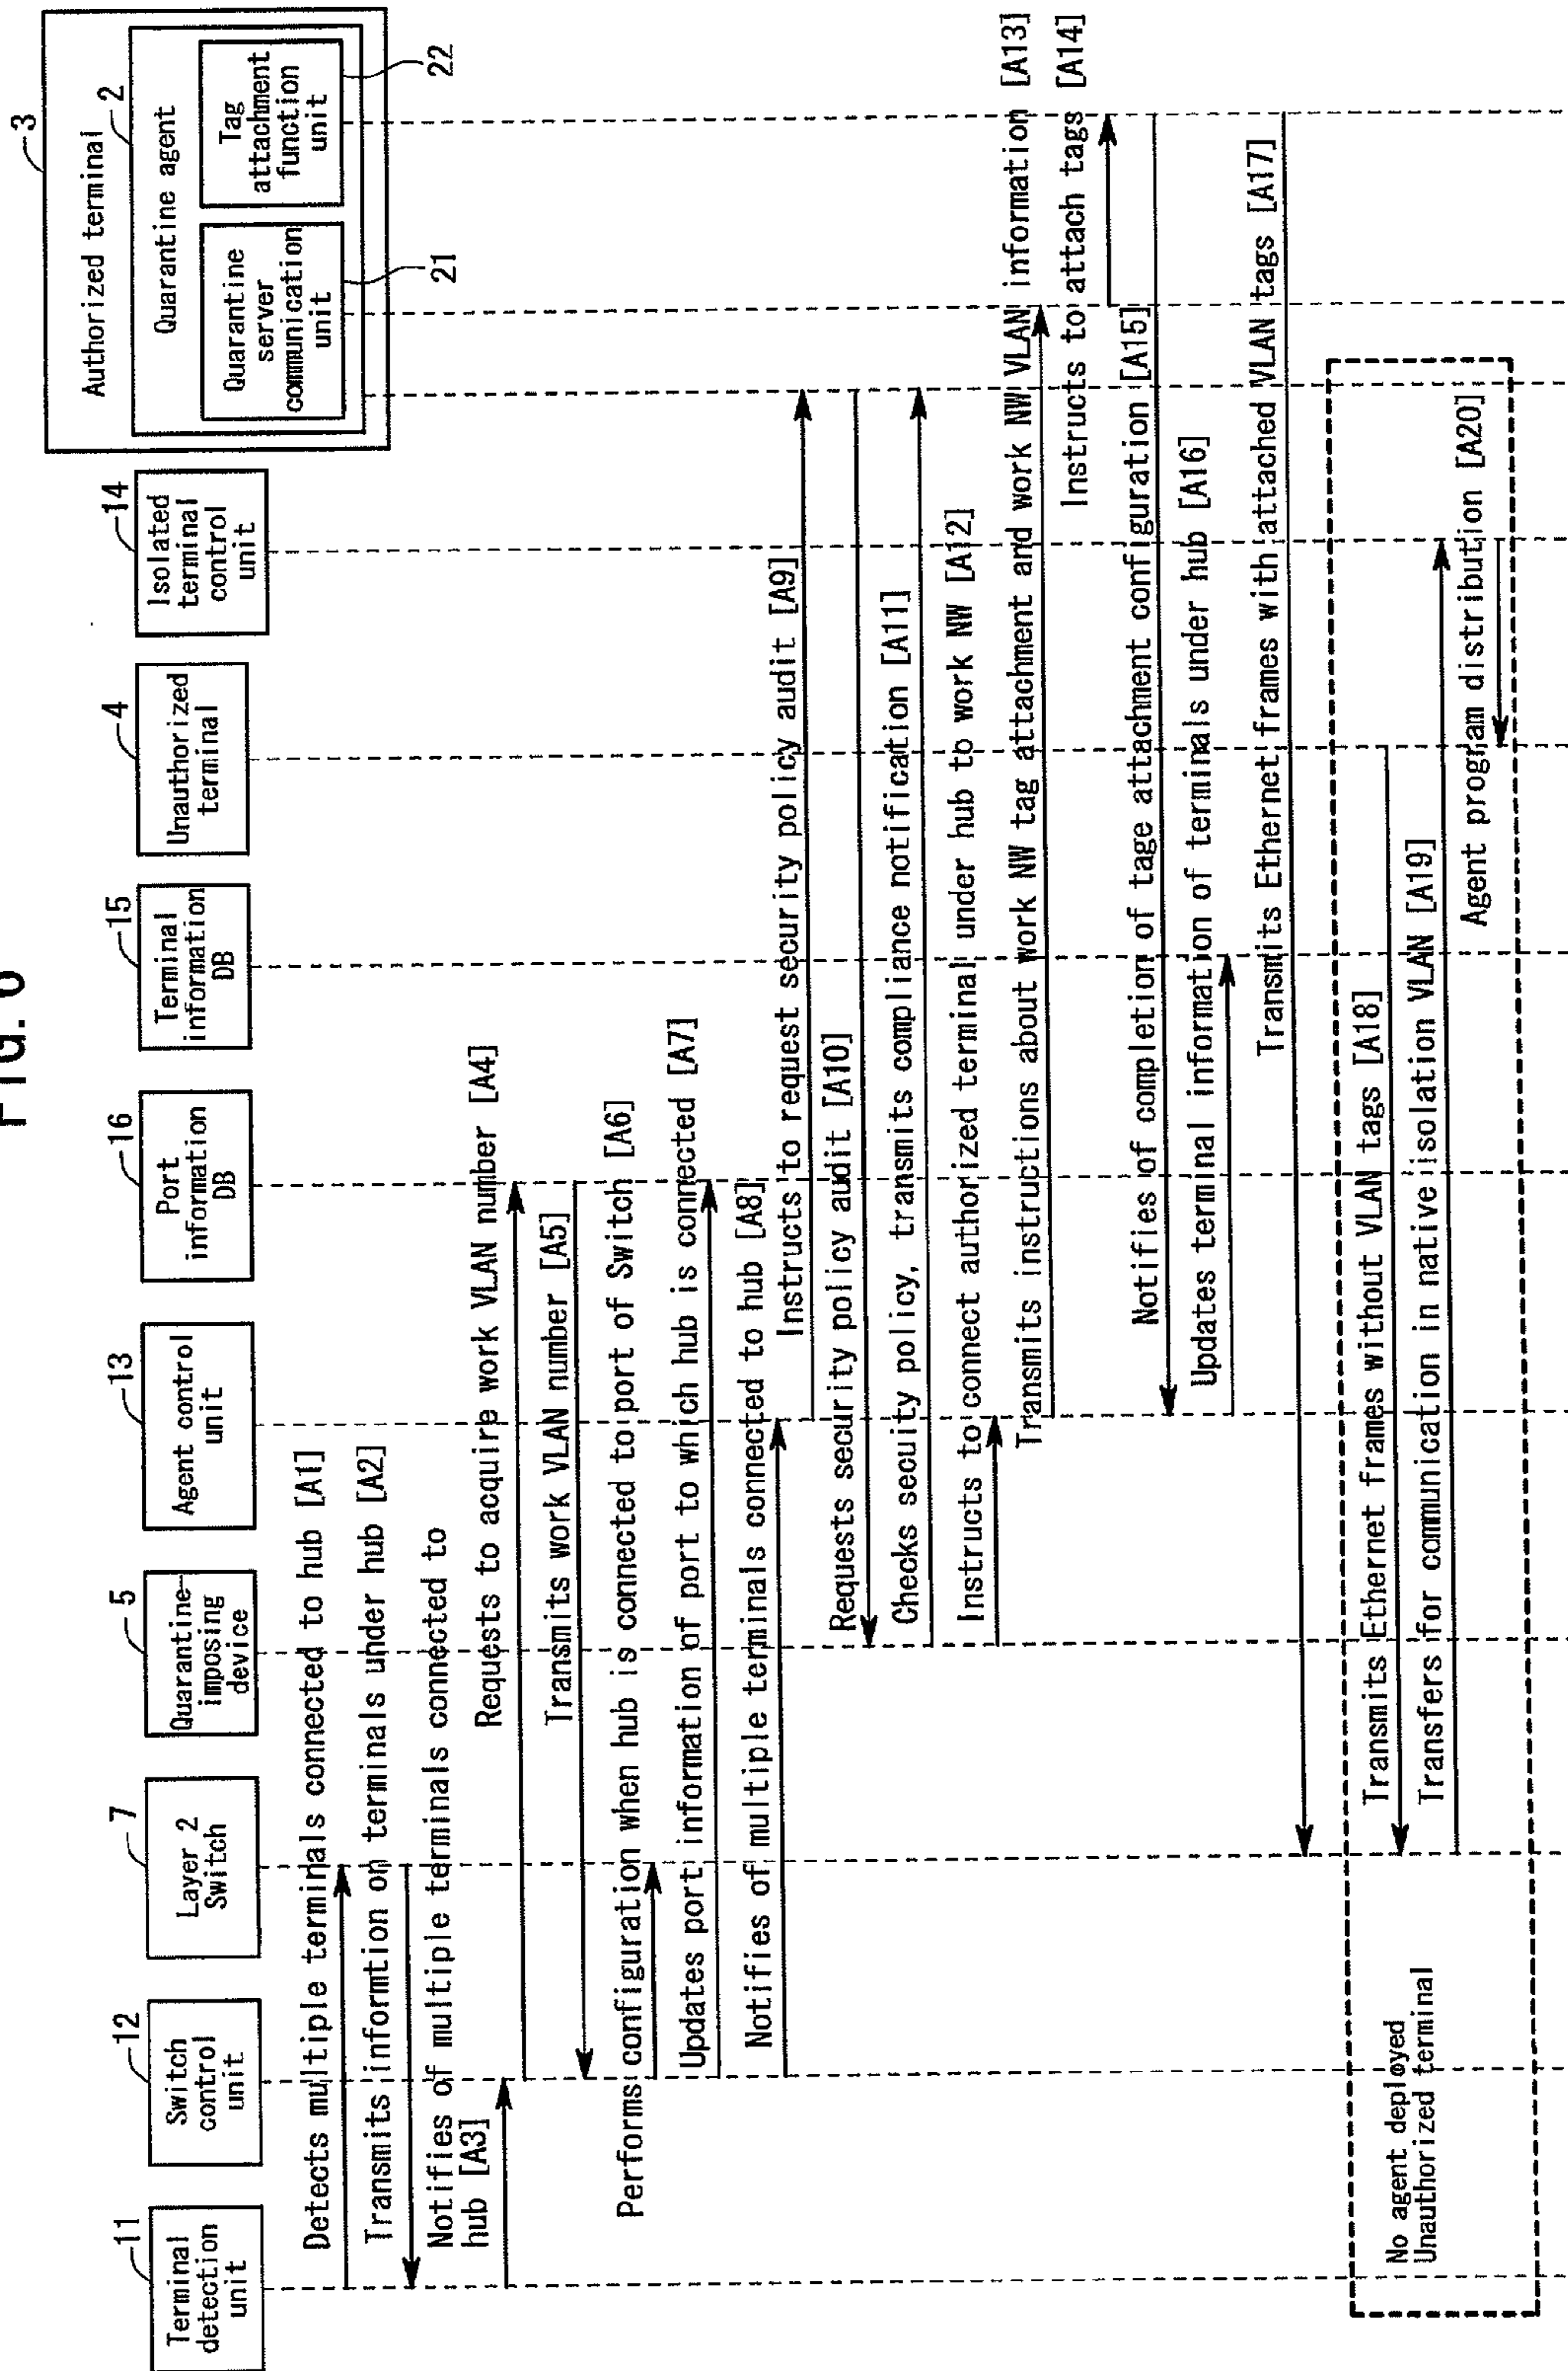 FIG.
11
Terminal
detection
unit
12
Switch
control
unit
7
Layer 2
Switch
5
Quarantine-
imposing
device
13
Agent control
unit
16
Port
information
DB
15
Terminal
information
DB
4
Unauthorized
terminal
14
Isolated
terminal
control
unit
3
Authorized terminal
2
Quarantine agent
Quarantine
server
communication
unit
21
Tag
attachment
function
unit
22
Detects multiple terminals connected to hub [A1]
Transmits informtion on terminals under hub [A2]
Notifies of multiple terminals connected to
hub [A3]
Requests to acquire work VLAN number [A4]
Transmits work VLAN number [A5]
Performs configuration when hub is connected to port of Switch [A6]
Updates port information of port to which hub is connected [A7]
Notifies of multiple terminals connected to hub [A8]
Instructs to request security policy audit [A9]
Requests security policy audit [A10]
Checks secuity policy, transmits compliance notification [A11]
Instructs to connect authorized terminal under hub to work NW [A12]
Transmits instructions about work NW tag attachment and work NW VLAN information [A13]
Instructs to attach tags [A14]
Notifies of completion of tage attachment configuration [A15]
Updates terminal information of terminals under hub [A16]
Transmits Ethernet frames with attached VLAN tags [A17]
No agent deployed
Unauthorized terminal
Transmits Ethernet frames without VLAN tags [A18]
Transfers for communication in native isolation VLAN [A19]
Agent program distribution [A20]